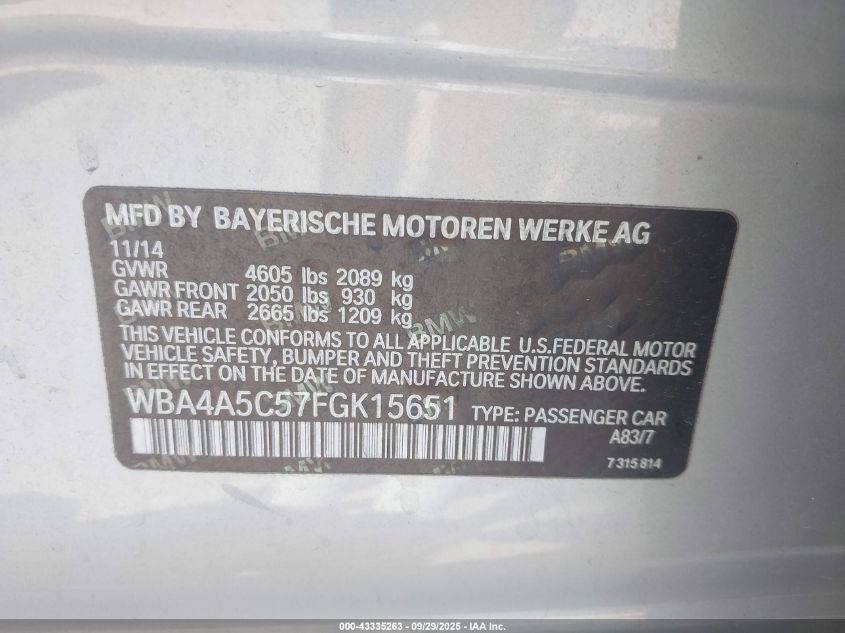 MFD BY BAYERISCHE MOTOREN WERKE AG
11/14
GVWR 4605 lbs 2089 kg
GAWR FRONT 2050 lbs 930 kg
GAWR REAR 2665 lbs 1209 kg
THIS VEHICLE CONFORMS TO ALL APPLICABLE U.S.FEDERAL MOTOR
VEHICLE SAFETY, BUMPER AND THEFT PREVENTION STANDARDS
IN EFFECT ON THE DATE OF MANUFACTURE SHOWN ABOVE.
WBA4A5C57FGK15651 TYPE: PASSENGER CAR
A83/7
7 315 814
000-43335263 - 09/29/2025 - IAA Inc.